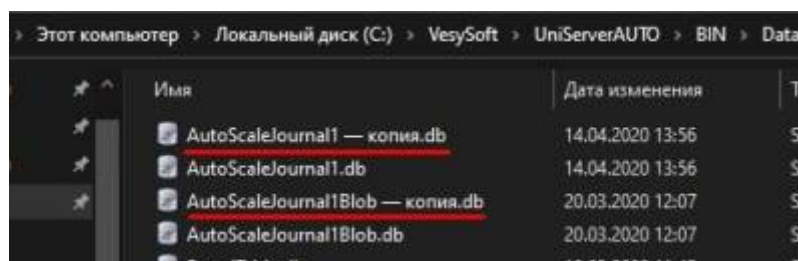 Этот компьютер > Локальный диск (C:) > VesySoft > UniServerAUTO > BIN > Data
Имя Дата изменения
AutoScaleJournal1 — копия.db 14.04.2020 13:56
AutoScaleJournal1.db 14.04.2020 13:56
AutoScaleJournal1Blob — копия.db 20.03.2020 12:07
AutoScaleJournal1Blob.db 20.03.2020 12:07